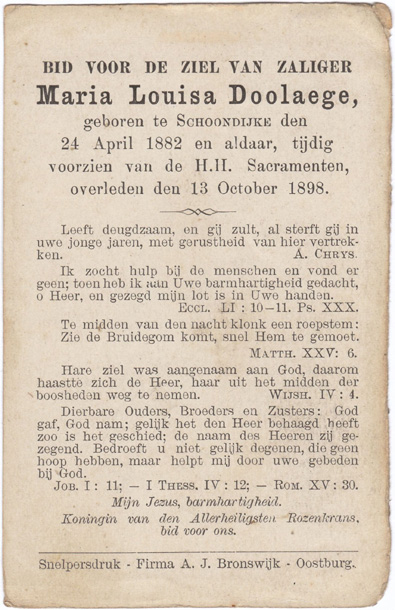 BID VOOR DE ZIEL VAN ZALIGER
Maria Louisa Doolaege,
geboren te SCHOONDIJKE den
24 April 1882 en aldaar, tijdig
voorzien van de H.H. Sacramenten,
overleden den 13 October 1898.
Leeft deugdzaam, en gij zult, al sterft gij in
uwe jonge jaren, met gerustheid van hier vertrek-
ken. A. CHRYS.
Ik zocht hulp bij de menschen en vond er
geen; toen heb ik aan Uwe barmhartigheid gedacht,
o Heer, en gezegd mijn lot is in Uwe handen.
ECCL. LI : 10-11. Ps. XXX.
Te midden van den nacht klonk een roepstem:
Zie de Bruidegom komt, snel Hem te gemoet.
MATTH. XXV: 6.
Hare ziel was aangenaam aan God, daarom
haastte zich de Heer, haar uit het midden der
boosheden weg te nemen. WIJSH. IV : 4.
Dierbare Ouders, Broeders en Zusters: God
gaf, God nam; gelijk het den Heer behaagd heeft
zoo is het geschied; de naam des Heeren zij ge-
zegend. Bedroeft u niet gelijk degenen, die geen
hoop hebben, maar helpt mij door uwe gebeden
bij God.
JOB. I : 11; — I THESS. IV : 12; — ROM. XV : 30.
Mijn Jezus, barmhartigheid.
Koningin van den Allerheiligsten Rozenkrans,
bid voor ons.
Snelpersdruk - Firma A. J. Bronswijk - Oostburg.